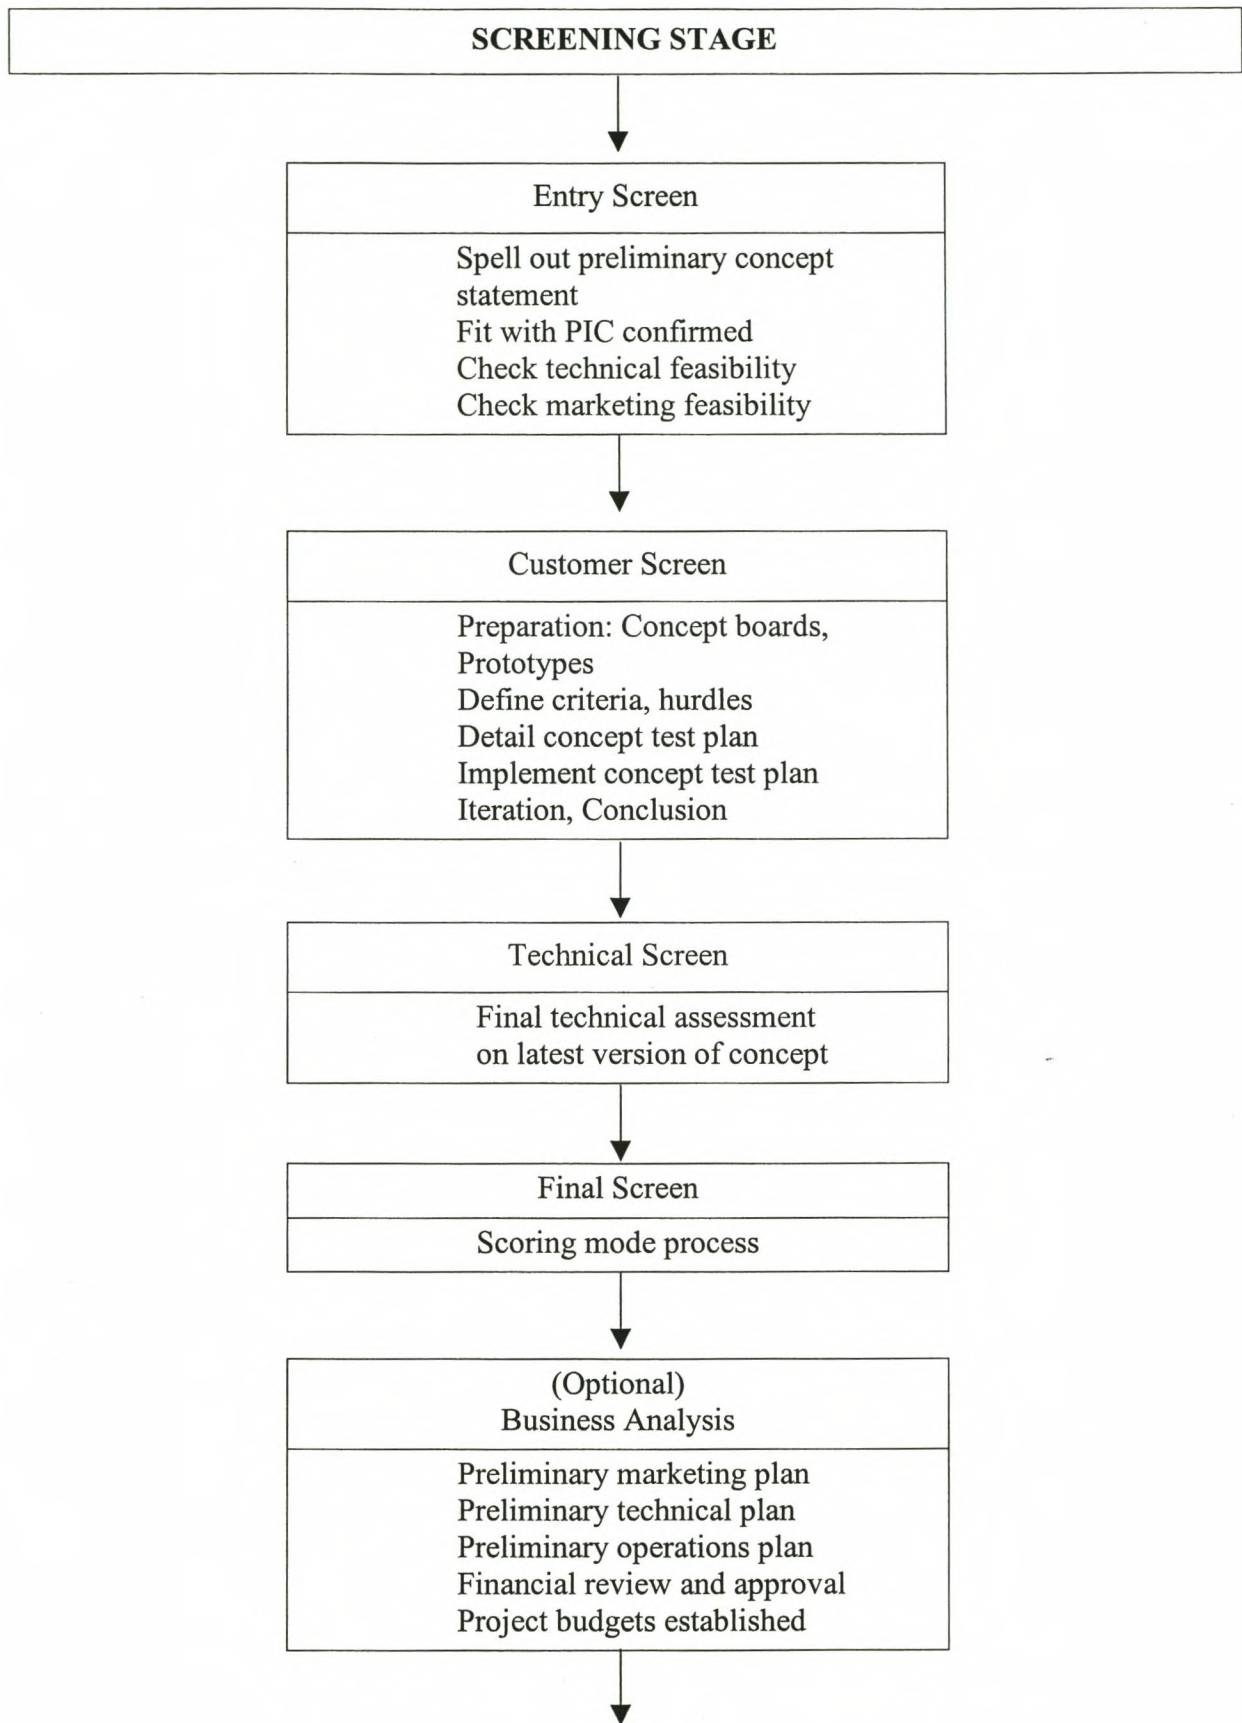 SCREENING STAGE
Entry Screen
Spell out preliminary concept
statement
Fit with PIC confirmed
Check technical feasibility
Check marketing feasibility
Customer Screen
Preparation: Concept boards,
Prototypes
Define criteria, hurdles
Detail concept test plan
Implement concept test plan
Iteration, Conclusion
Technical Screen
Final technical assessment
on latest version of concept
Final Screen
Scoring mode process
(Optional)
Business Analysis
Preliminary marketing plan
Preliminary technical plan
Preliminary operations plan
Financial review and approval
Project budgets established